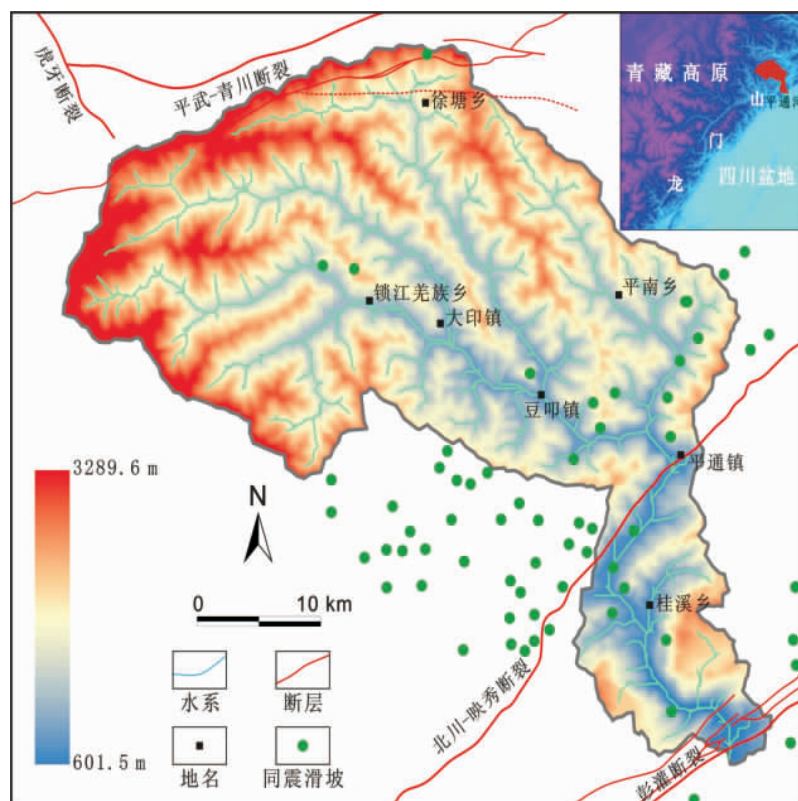 虎牙断裂
平武-青川断裂
徐塘乡
青藏高原
山
平通河
门
四川盆地
龙
锁江羌族乡
平南乡
大印镇
豆叩镇
平通镇
3289.6 m
N
0 10 km
桂溪乡
水系
断层
北川-映秀断裂
601.5 m
地名
同震滑坡
彭灌断裂